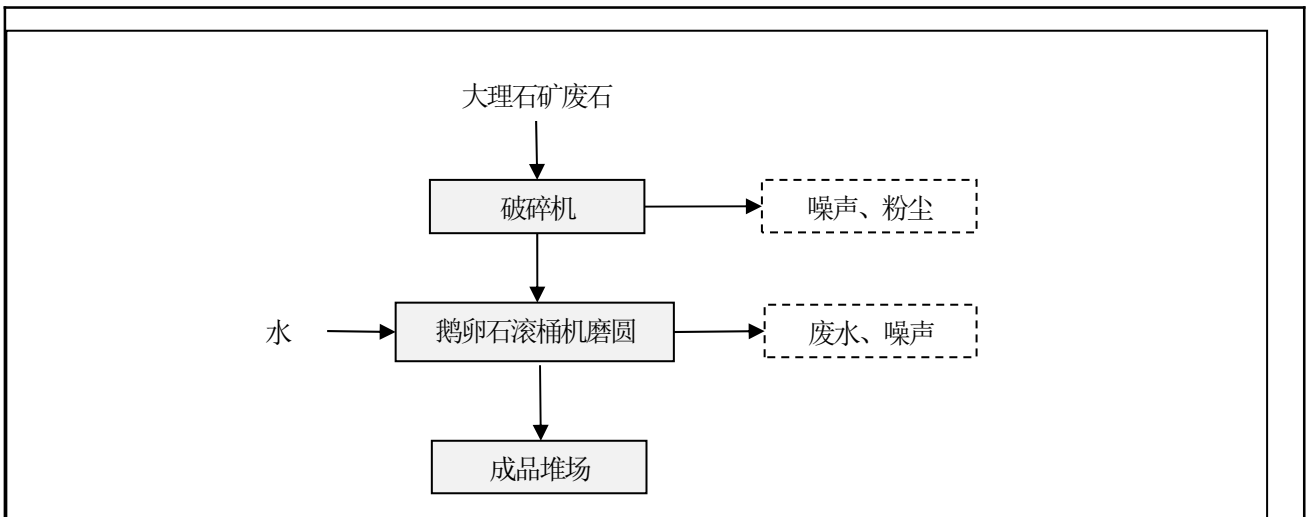 大理石矿废石
破碎机
噪声、粉尘
水
鹅卵石滚桶机磨圆
废水、噪声
成品堆场